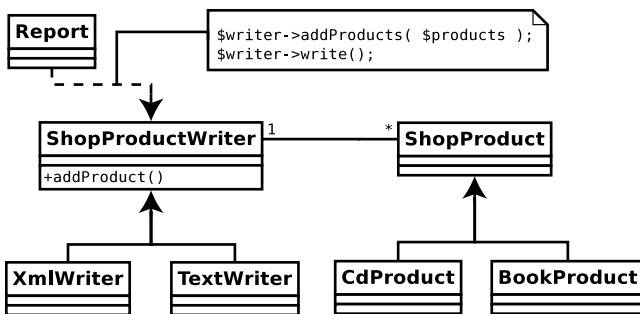 Report
$writer->addProducts( $products );
$writer->write();
ShopProductWriter
1
*
ShopProduct
+addProduct()
XmlWriter
TextWriter
CdProduct
BookProduct